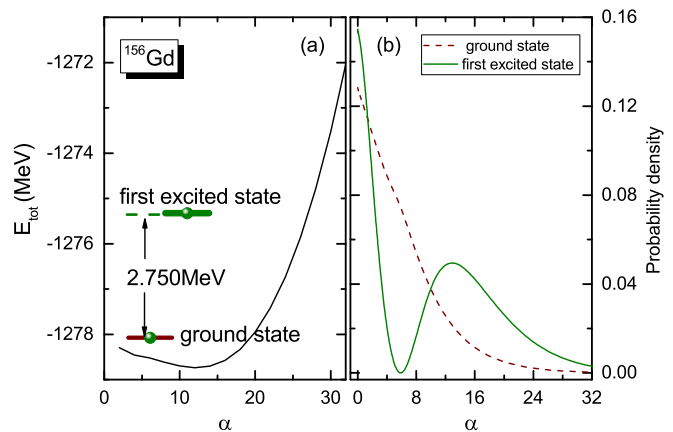 ¹⁵⁶Gd
(a)
(b)
ground state
first excited state
-1272
-1274
-1276
-1278
E_tot (MeV)
first excited state
2.750MeV
ground state
0 10 20 30
α
0 8 16 24 32
α
0.16
0.12
0.08
0.04
0.00
Probability density